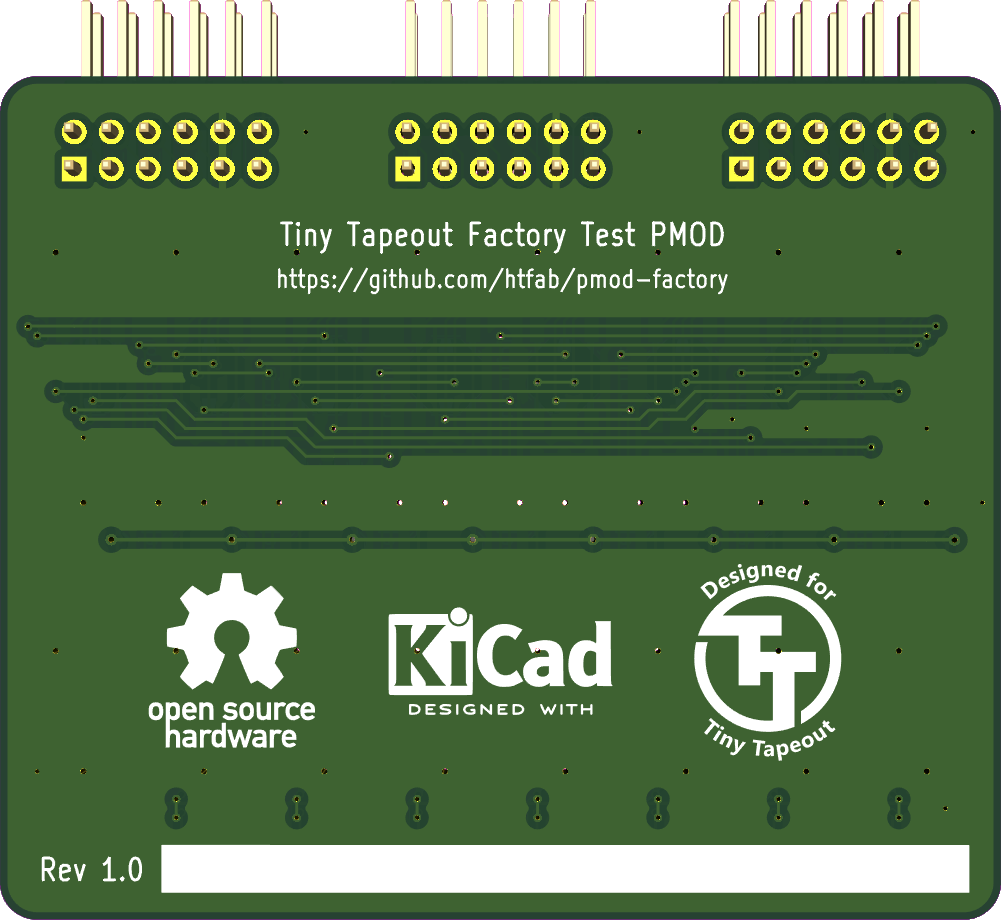 Tiny Tapeout Factory Test PMOD
https://github.com/htfab/pmod-factory
open source
hardware
KiCad
DESIGNED WITH
Designed for
TT
Tiny Tapeout
Rev 1.0